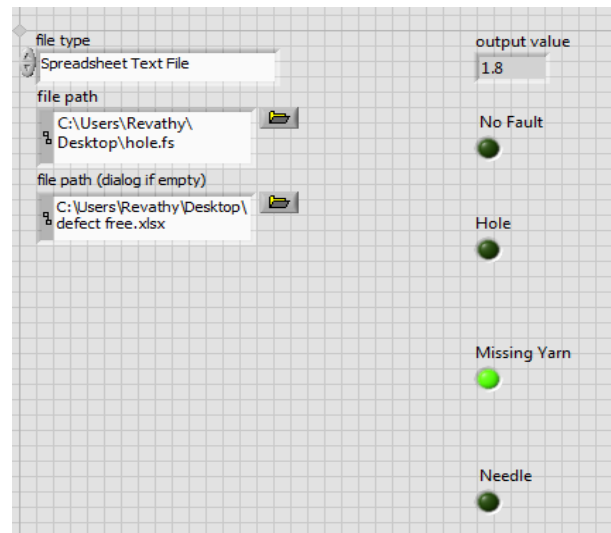 file type
Spreadsheet Text File
file path
C:\Users\Revathy\
Desktop\hole.fs
file path (dialog if empty)
C:\Users\Revathy\Desktop\
defect free.xlsx
output value
1.8
No Fault
Hole
Missing Yarn
Needle